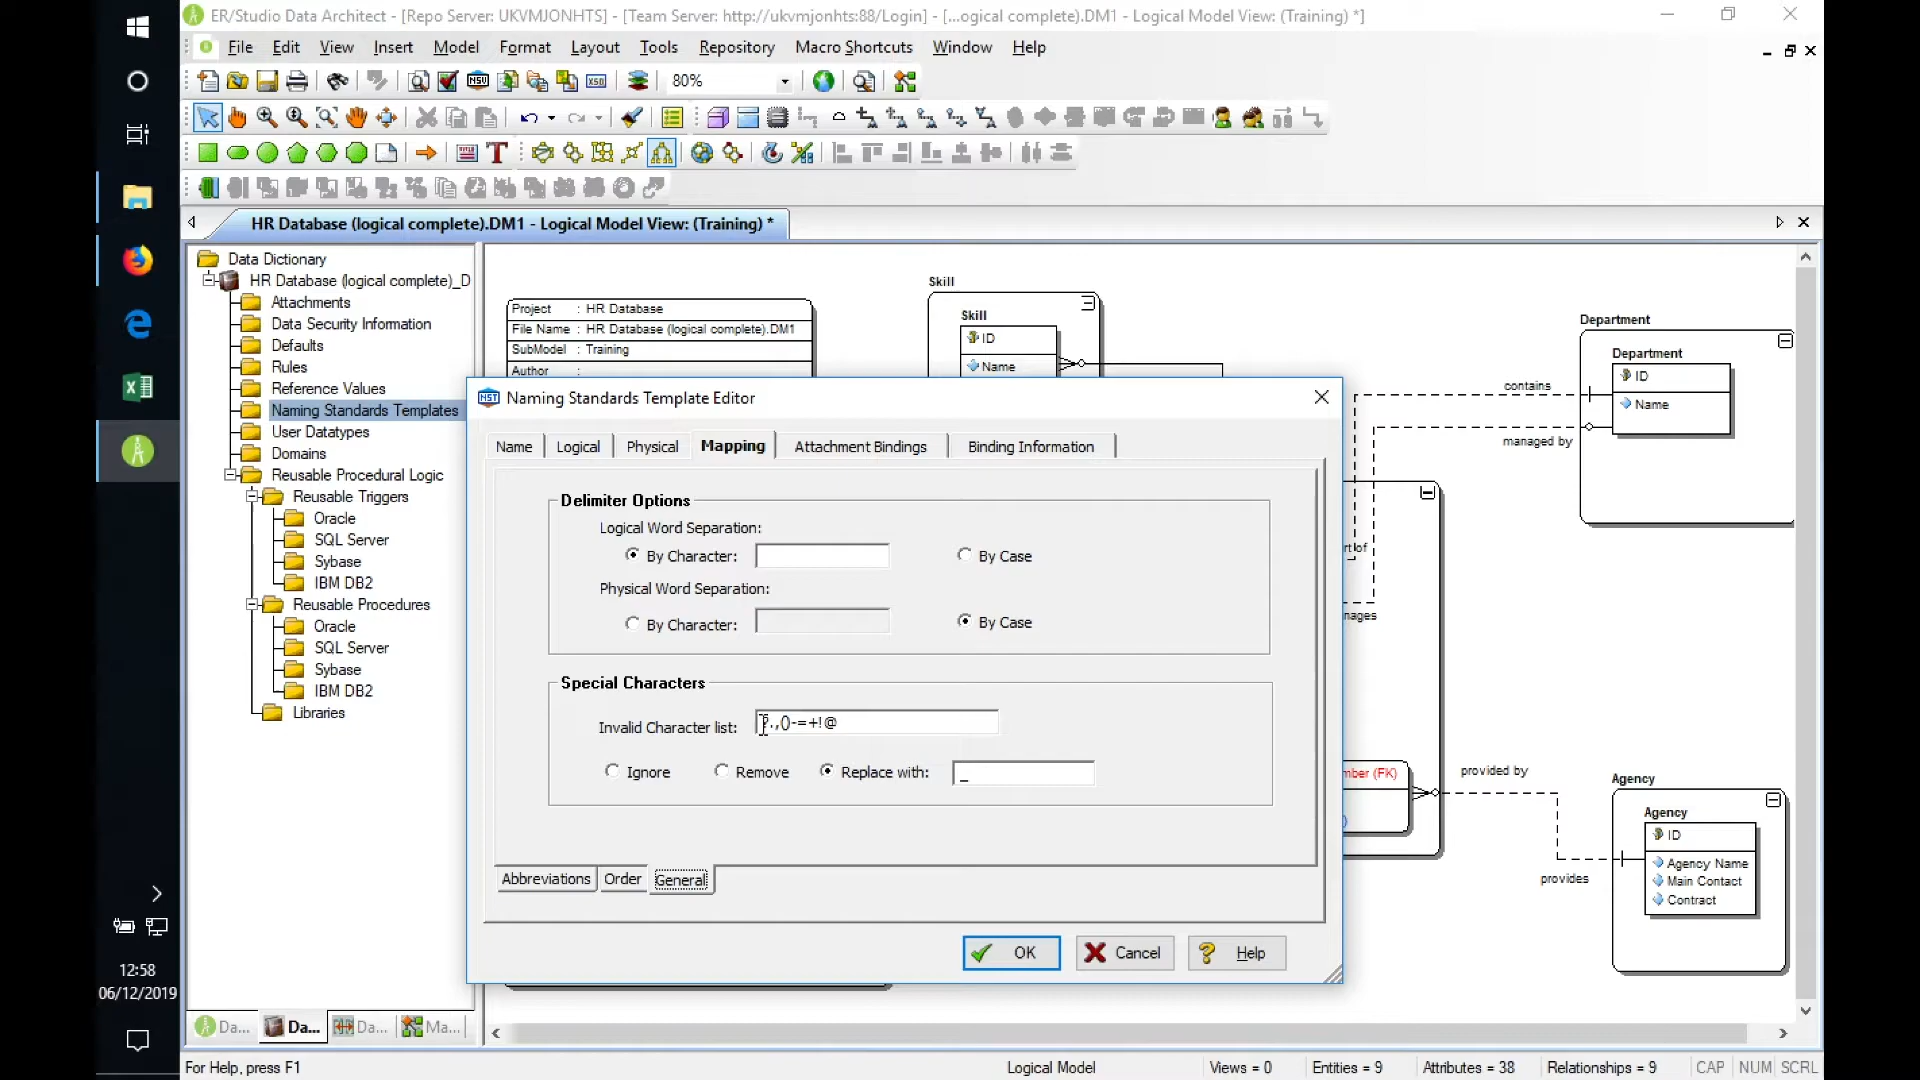 ER/Studio Data Architect - [Repo Server: UKVMJONHTS] - [Team Server: http://ukvmjonhts:88/Login] - [...ogical complete).DM1 - Logical Model View: (Training) *]
File Edit View Insert Model Format Layout Tools Repository Macro Shortcuts Window Help
80%
HR Database (logical complete).DM1 - Logical Model View: (Training) *
Data Dictionary
HR Database (logical complete)_D
Attachments
Data Security Information
Defaults
Rules
Reference Values
Naming Standards Templates
User Datatypes
Domains
Reusable Procedural Logic
Reusable Triggers
Oracle
SQL Server
Sybase
IBM DB2
Reusable Procedures
Oracle
SQL Server
Sybase
IBM DB2
Libraries
Da... Da... Da... Ma...
Project : HR Database
File Name : HR Database (logical complete).DM1
SubModel : Training
Author :
Skill
Skill
ID
Name
Department
Department
ID
Name
contains
managed by
nages
mber (FK)
provided by
provides
Agency
Agency
ID
Agency Name
Main Contact
Contract
NST Naming Standards Template Editor
Name Logical Physical Mapping Attachment Bindings Binding Information
Delimiter Options
Logical Word Separation:
By Character: By Case
Physical Word Separation:
By Character: By Case
Special Characters
Invalid Character list: ?.,()-=+!@
Ignore Remove Replace with: _
Abbreviations Order General
OK Cancel Help
12:58
06/12/2019
For Help, press F1 Logical Model Views = 0 Entities = 9 Attributes = 38 Relationships = 9 CAP NUM SCRL